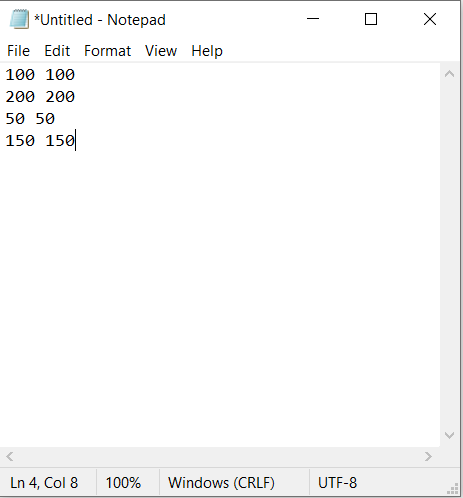 *Untitled - Notepad
File Edit Format View Help
100 100
200 200
50 50
150 150
Ln 4, Col 8 100% Windows (CRLF) UTF-8